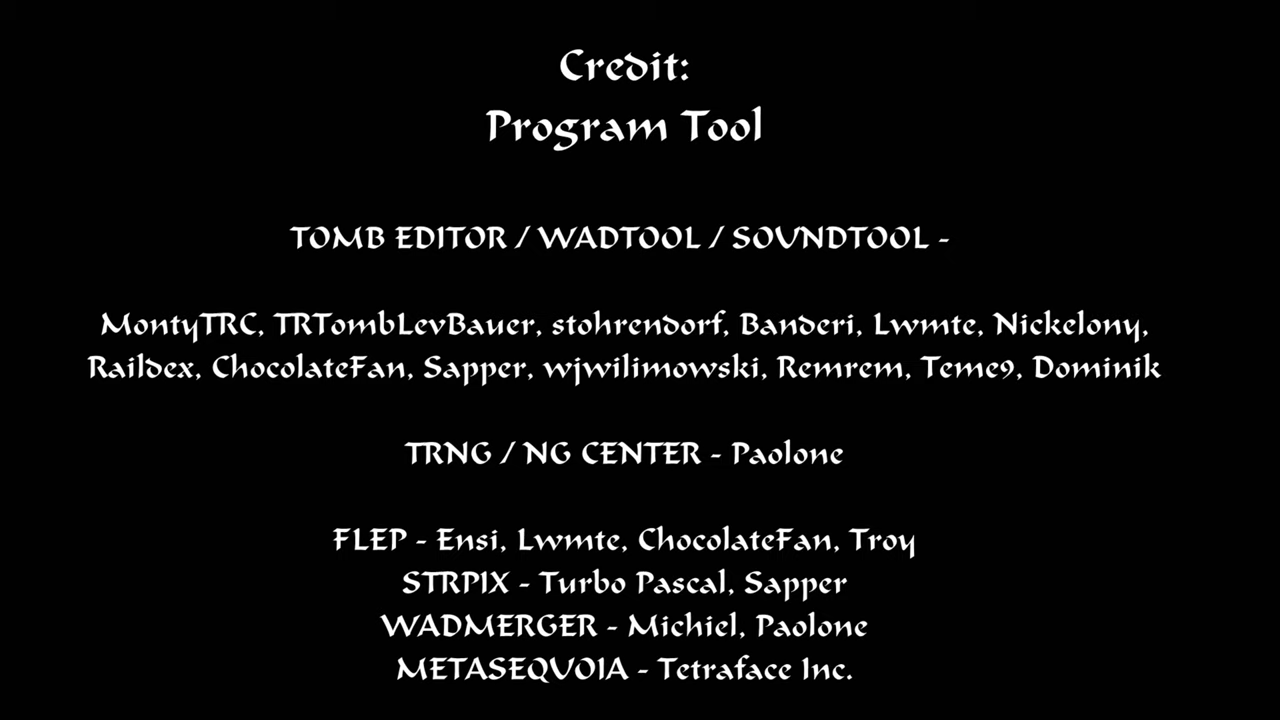 Credit:
Program Tool
TOMB EDITOR / WADTOOL / SOUNDTOOL -
MontyTRC, TRTombLevBauer, stohrendorf, Banderi, Lwmte, Nickelony,
Raildex, ChocolateFan, Sapper, wjwilimowski, Remrem, Teme9, Dominik
TRNG / NG CENTER - Paolone
FLEP - Ensi, Lwmte, ChocolateFan, Troy
STRPIX - Turbo Pascal, Sapper
WADMERGER - Michiel, Paolone
METASEQUOIA - Tetraface Inc.